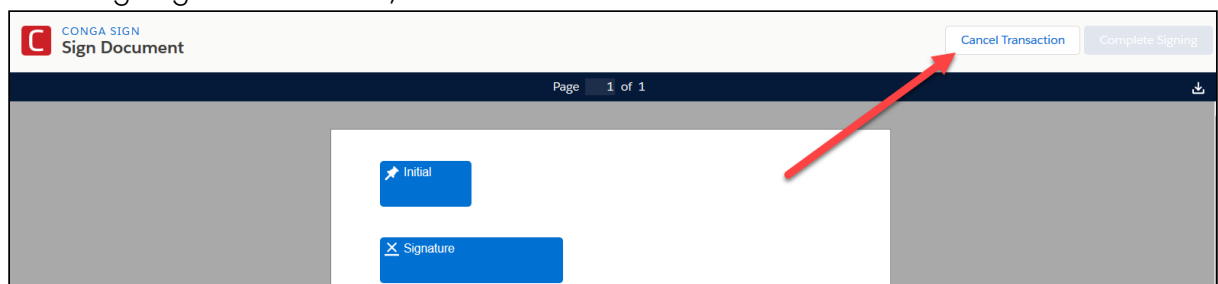 CONGA SIGN
Sign Document
Cancel Transaction
Complete Signing
Page 1 of 1
Initial
Signature